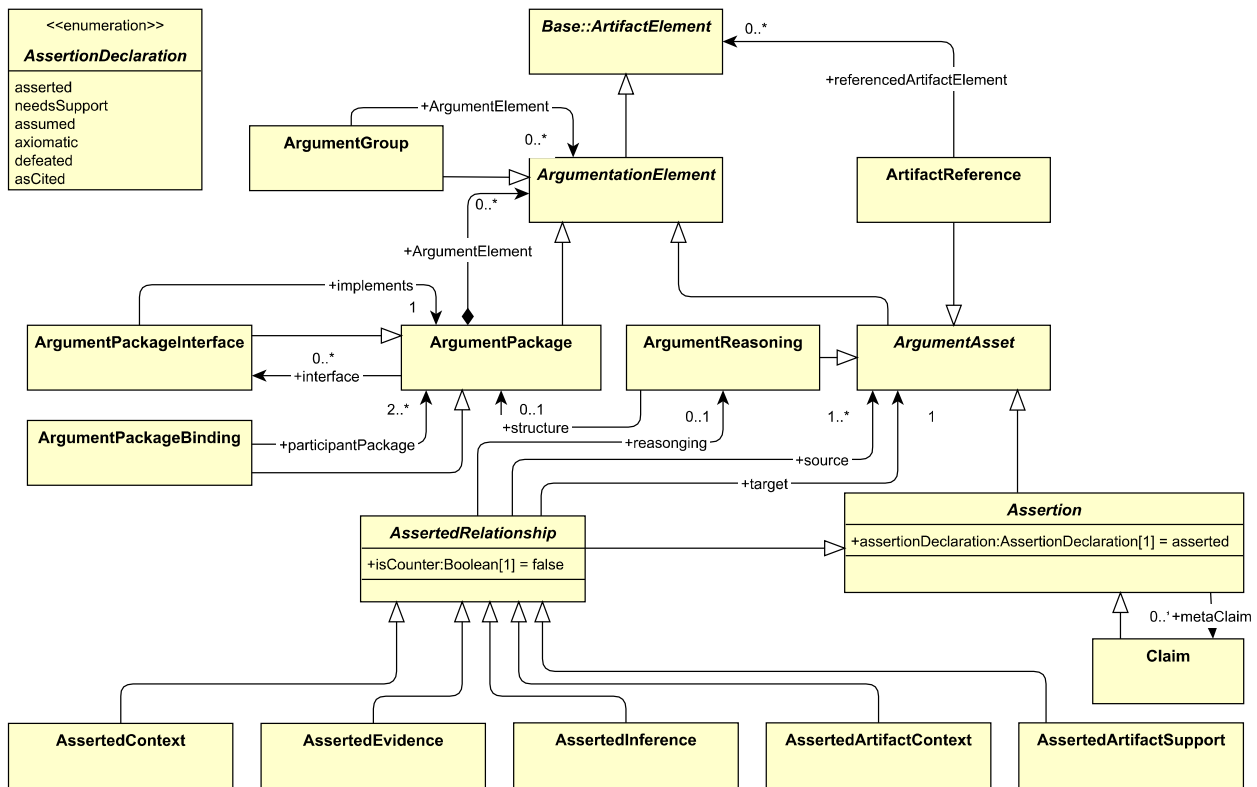 <<enumeration>>
AssertionDeclaration
asserted
needsSupport
assumed
axiomatic
defeated
asCited
Base::ArtifactElement
0..*
+referencedArtifactElement
+ArgumentElement
0..*
ArgumentGroup
ArgumentationElement
ArtifactReference
0..*
+ArgumentElement
+implements
1
ArgumentPackageInterface
ArgumentPackage
ArgumentReasoning
ArgumentAsset
0..*
+interface
2..*
0..1
+structure
0..1
1..*
1
ArgumentPackageBinding
+participantPackage
+reasonging
+source
+target
Assertion
+assertionDeclaration:AssertionDeclaration[1] = asserted
AssertedRelationship
+isCounter:Boolean[1] = false
0..*
+metaClaim
Claim
AssertedContext
AssertedEvidence
AssertedInference
AssertedArtifactContext
AssertedArtifactSupport